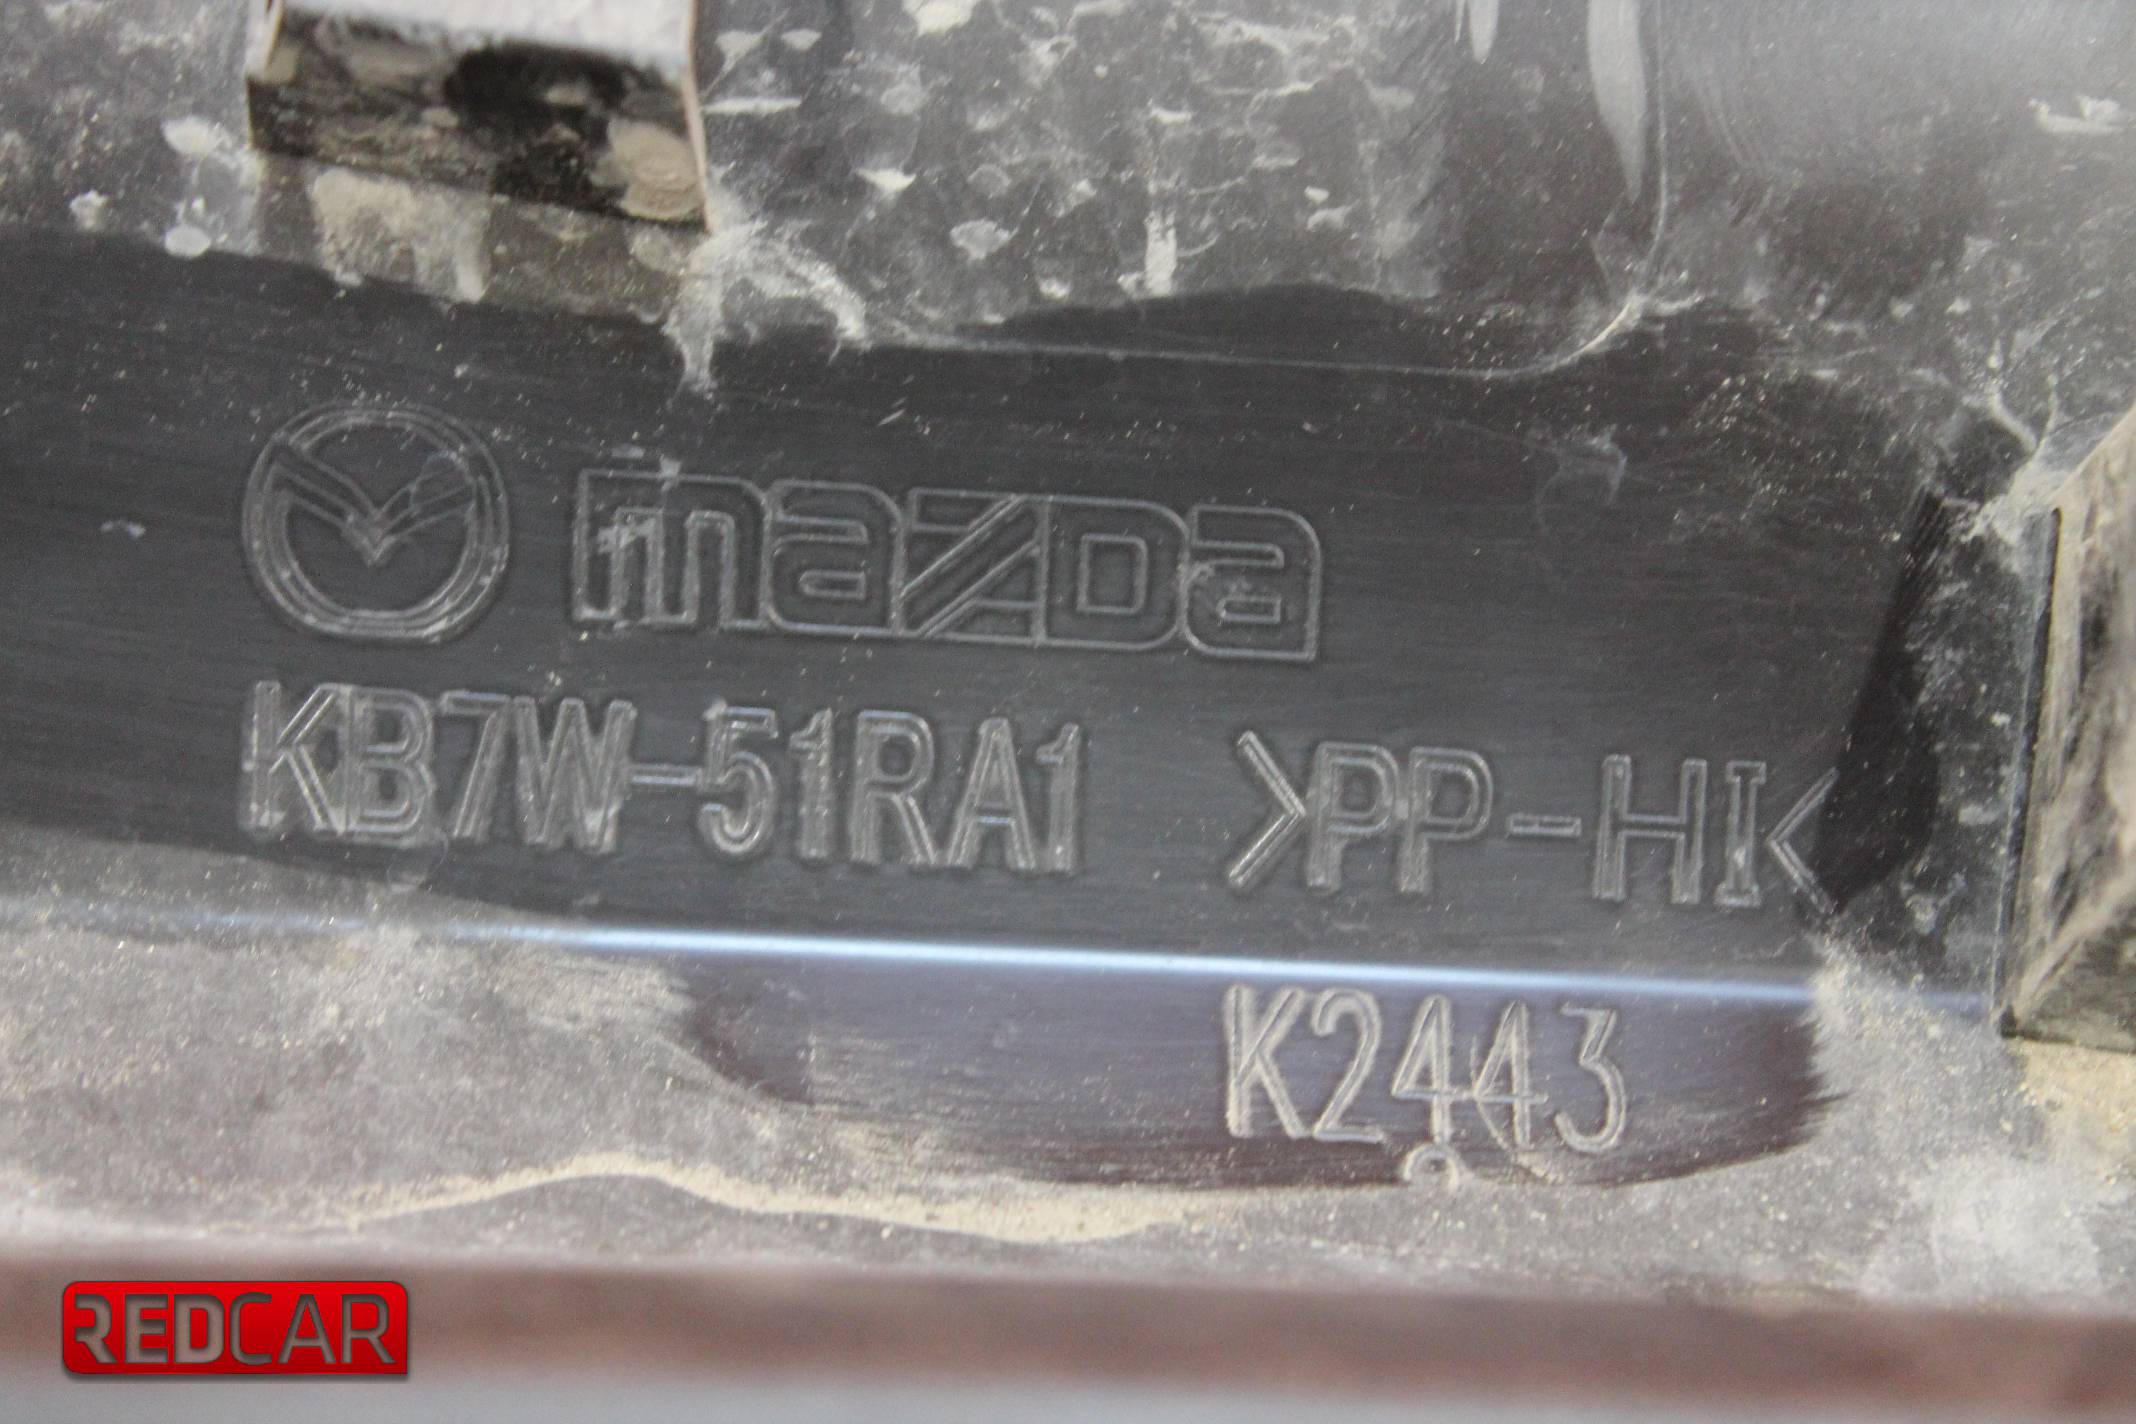 mazda
KB7W-51RA1 >PP-HI<
K2443
REDCAR